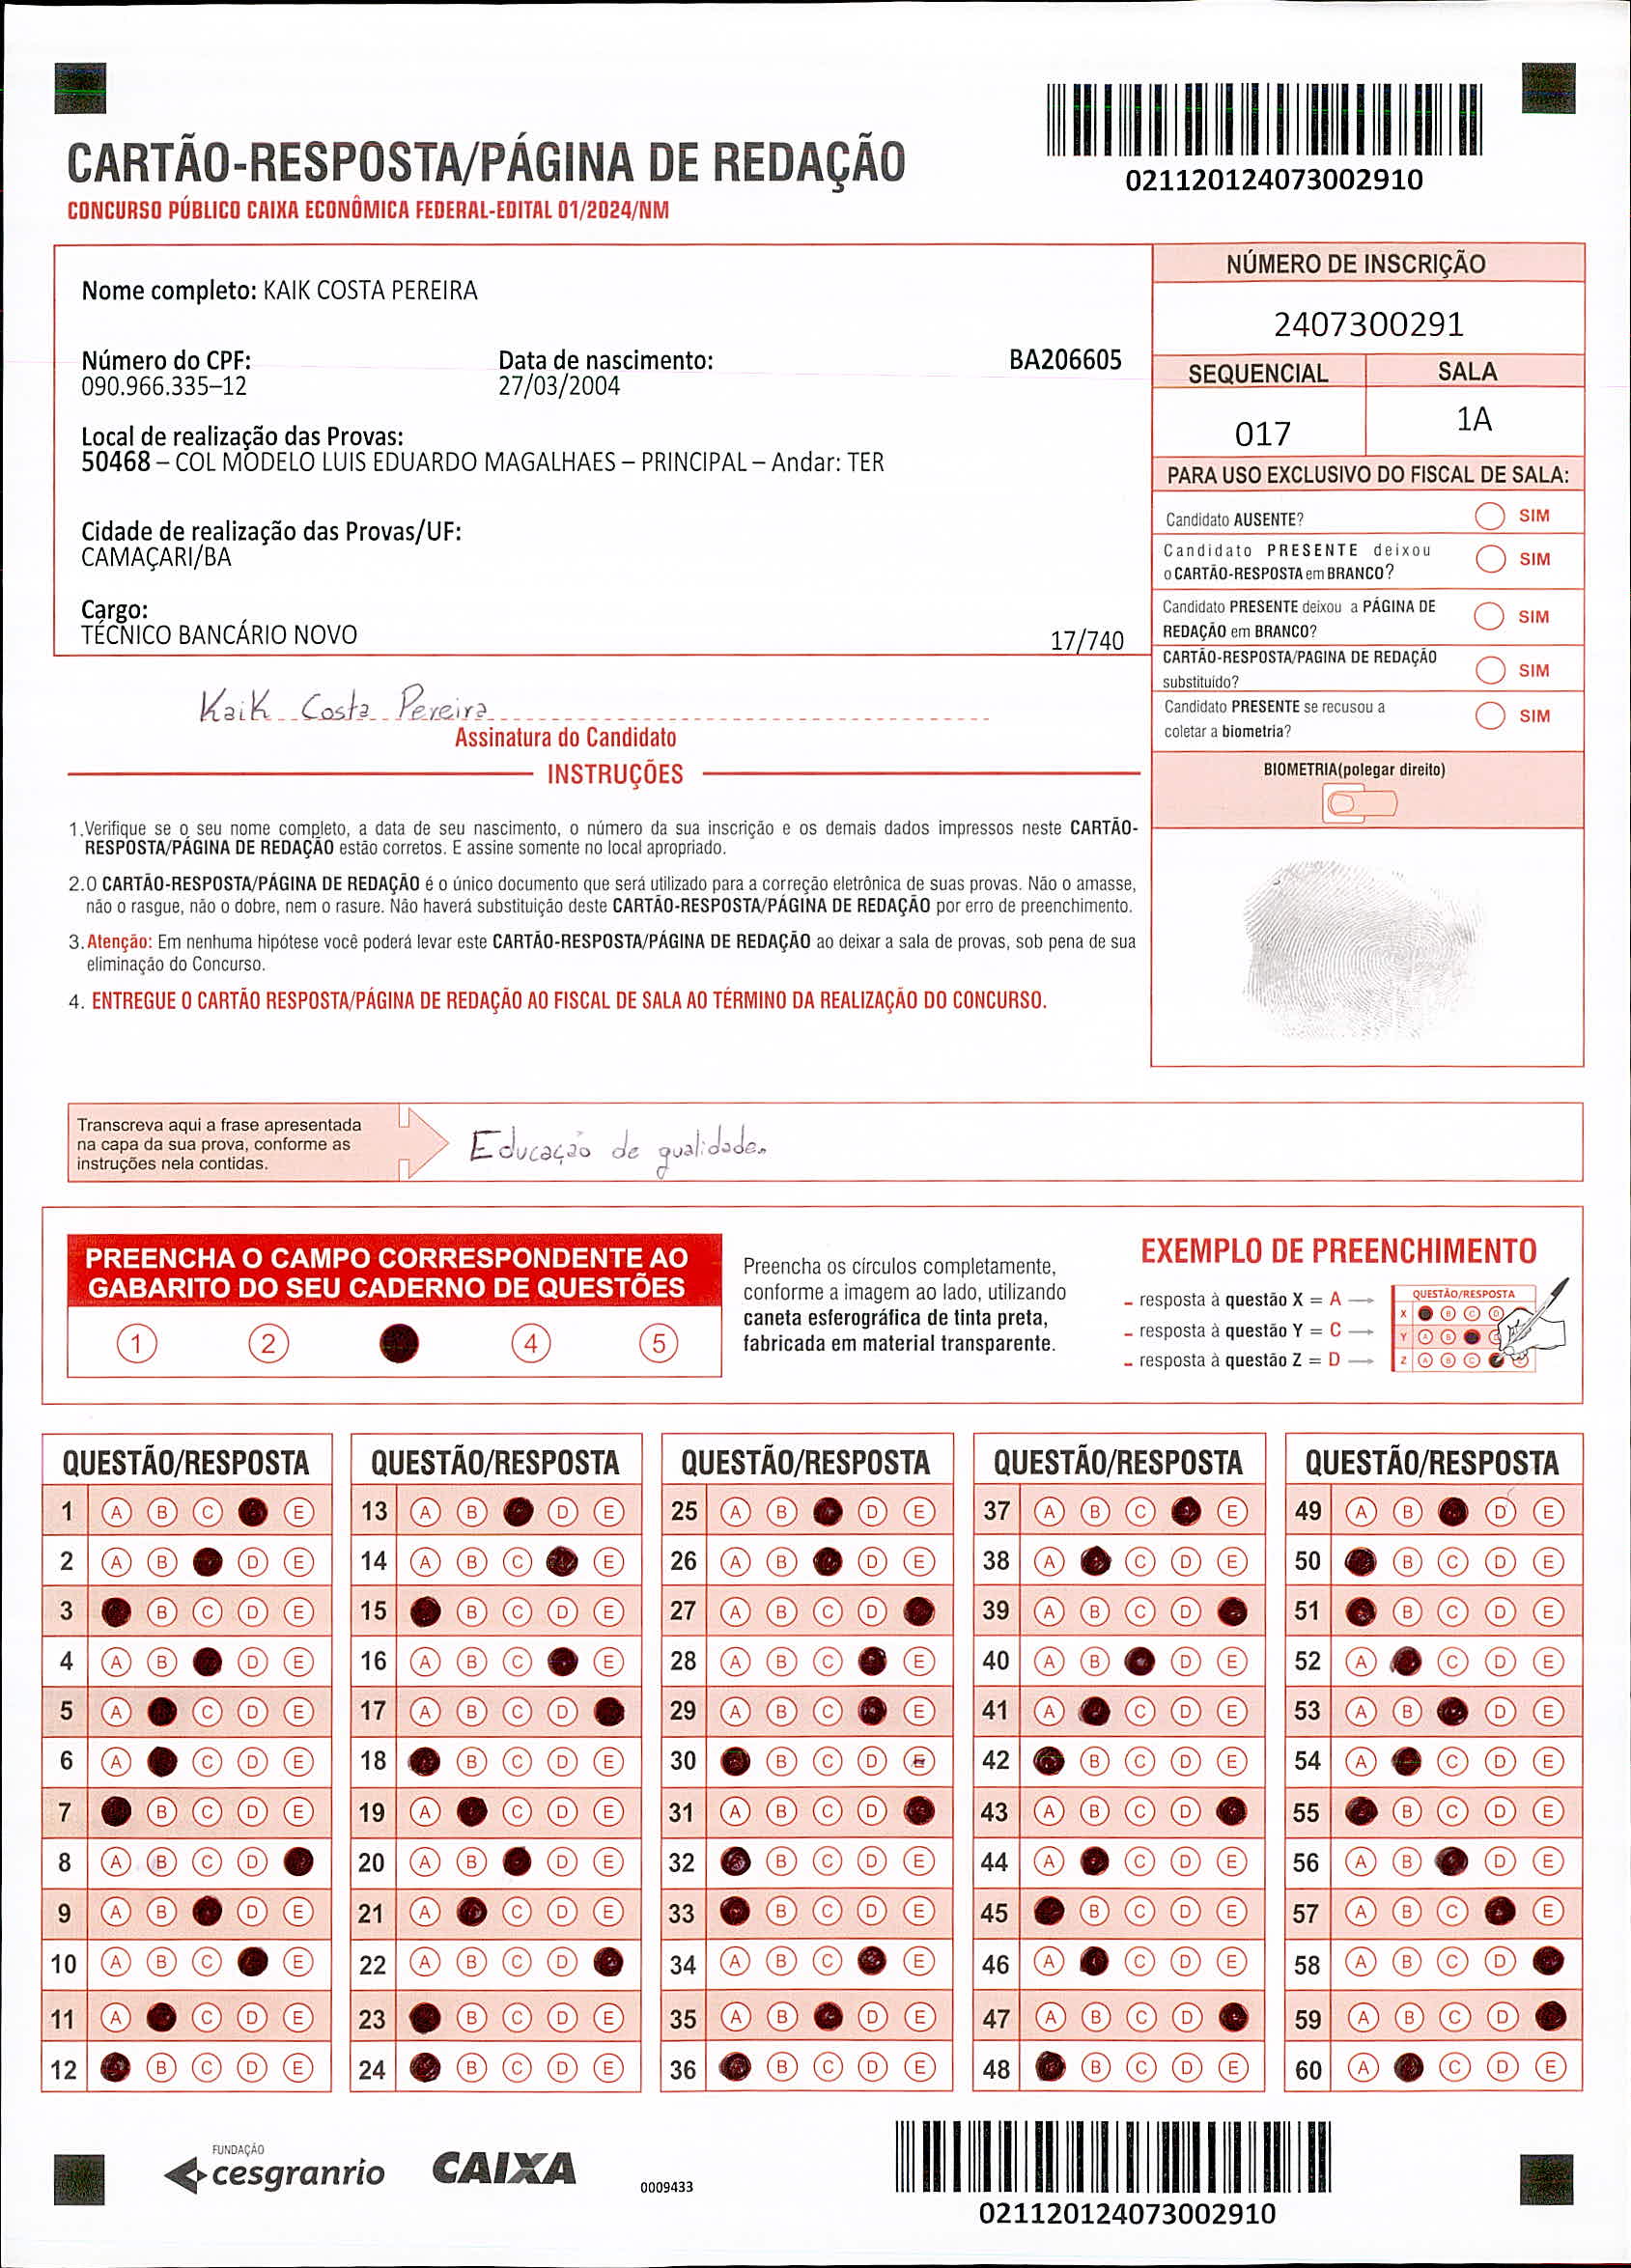 021120124073002910
CARTÃO-RESPOSTA/PÁGINA DE REDAÇÃO
CONCURSO PÚBLICO CAIXA ECONÔMICA FEDERAL-EDITAL 01/2024/NM
Nome completo: KAIK COSTA PEREIRA
Número do CPF:
090.966.335–12
Data de nascimento:
27/03/2004
BA206605
Local de realização das Provas:
50468 – COL MODELO LUIS EDUARDO MAGALHAES – PRINCIPAL – Andar: TER
Cidade de realização das Provas/UF:
CAMAÇARI/BA
Cargo:
TÉCNICO BANCÁRIO NOVO
17/740
NÚMERO DE INSCRIÇÃO
2407300291
SEQUENCIAL SALA
017 1A
PARA USO EXCLUSIVO DO FISCAL DE SALA:
Candidato AUSENTE? SIM
Candidato PRESENTE deixou
o CARTÃO-RESPOSTA em BRANCO? SIM
Candidato PRESENTE deixou a PÁGINA DE
REDAÇÃO em BRANCO? SIM
CARTÃO-RESPOSTA/PAGINA DE REDAÇÃO
substituído? SIM
Candidato PRESENTE se recusou a
coletar a biometria? SIM
BIOMETRIA(polegar direito)
Kaik Costa Pereira
Assinatura do Candidato
INSTRUÇÕES
1.Verifique se o seu nome completo, a data de seu nascimento, o número da sua inscrição e os demais dados impressos neste CARTÃO-
RESPOSTA/PÁGINA DE REDAÇÃO estão corretos. E assine somente no local apropriado.
2.O CARTÃO-RESPOSTA/PÁGINA DE REDAÇÃO é o único documento que será utilizado para a correção eletrônica de suas provas. Não o amasse,
não o rasgue, não o dobre, nem o rasure. Não haverá substituição deste CARTÃO-RESPOSTA/PÁGINA DE REDAÇÃO por erro de preenchimento.
3.Atenção: Em nenhuma hipótese você poderá levar este CARTÃO-RESPOSTA/PÁGINA DE REDAÇÃO ao deixar a sala de provas, sob pena de sua
eliminação do Concurso.
4. ENTREGUE O CARTÃO RESPOSTA/PÁGINA DE REDAÇÃO AO FISCAL DE SALA AO TÉRMINO DA REALIZAÇÃO DO CONCURSO.
Transcreva aqui a frase apresentada
na capa da sua prova, conforme as
instruções nela contidas.
Educação de qualidade.
PREENCHA O CAMPO CORRESPONDENTE AO
GABARITO DO SEU CADERNO DE QUESTÕES
1 2 4 5
Preencha os círculos completamente,
conforme a imagem ao lado, utilizando
caneta esferográfica de tinta preta,
fabricada em material transparente.
EXEMPLO DE PREENCHIMENTO
- resposta à questão X = A
- resposta à questão Y = C
- resposta à questão Z = D
QUESTÃO/RESPOSTA
X B C D
Y A B
Z A B C
QUESTÃO/RESPOSTA
1 A B C E
2 A B D E
3 B C D E
4 A B D E
5 A C D E
6 A C D E
7 B C D E
8 A B C D
9 A B D E
10 A B C E
11 A C D E
12 B C D E
QUESTÃO/RESPOSTA
13 A B D E
14 A B C E
15 B C D E
16 A B C E
17 A B C D
18 B C D E
19 A C D E
20 A B D E
21 A C D E
22 A B C D
23 B C D E
24 B C D E
QUESTÃO/RESPOSTA
25 A B D E
26 A B D E
27 A B C D
28 A B C E
29 A B C E
30 B C D E
31 A B C D
32 B C D E
33 B C D E
34 A B C E
35 A B D E
36 B C D E
QUESTÃO/RESPOSTA
37 A B C E
38 A C D E
39 A B C D
40 A B D E
41 A C D E
42 B C D E
43 A B C D
44 A C D E
45 B C D E
46 A C D E
47 A B C D
48 B C D E
QUESTÃO/RESPOSTA
49 A B D E
50 B C D E
51 B C D E
52 A C D E
53 A B D E
54 A C D E
55 B C D E
56 A B D E
57 A B C E
58 A B C D
59 A B C D
60 A C D E
FUNDAÇÃO
cesgranrio
CAIXA
0009433
021120124073002910